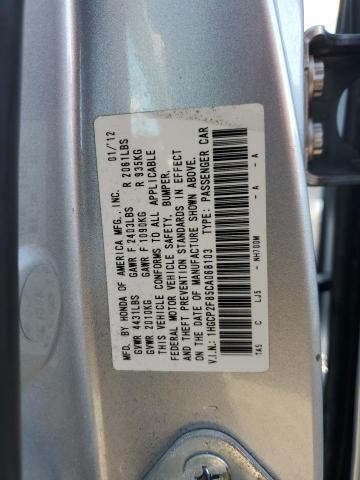 MFD. BY HONDA OF AMERICA MFG., INC. 01/12
GVWR 4431LBS GAWR F 2403LBS R 2061LBS
GVWR 2010KG GAWR F 1090KG R 935KG
THIS VEHICLE CONFORMS TO ALL APPLICABLE
FEDERAL MOTOR VEHICLE SAFETY, BUMPER,
AND THEFT PREVENTION STANDARDS IN EFFECT
ON THE DATE OF MANUFACTURE SHOWN ABOVE.
V.I.N.: 1HGCP2F85CA068103 TYPE: PASSENGER CAR
TA5 C LJ5 - NH700M - A - A